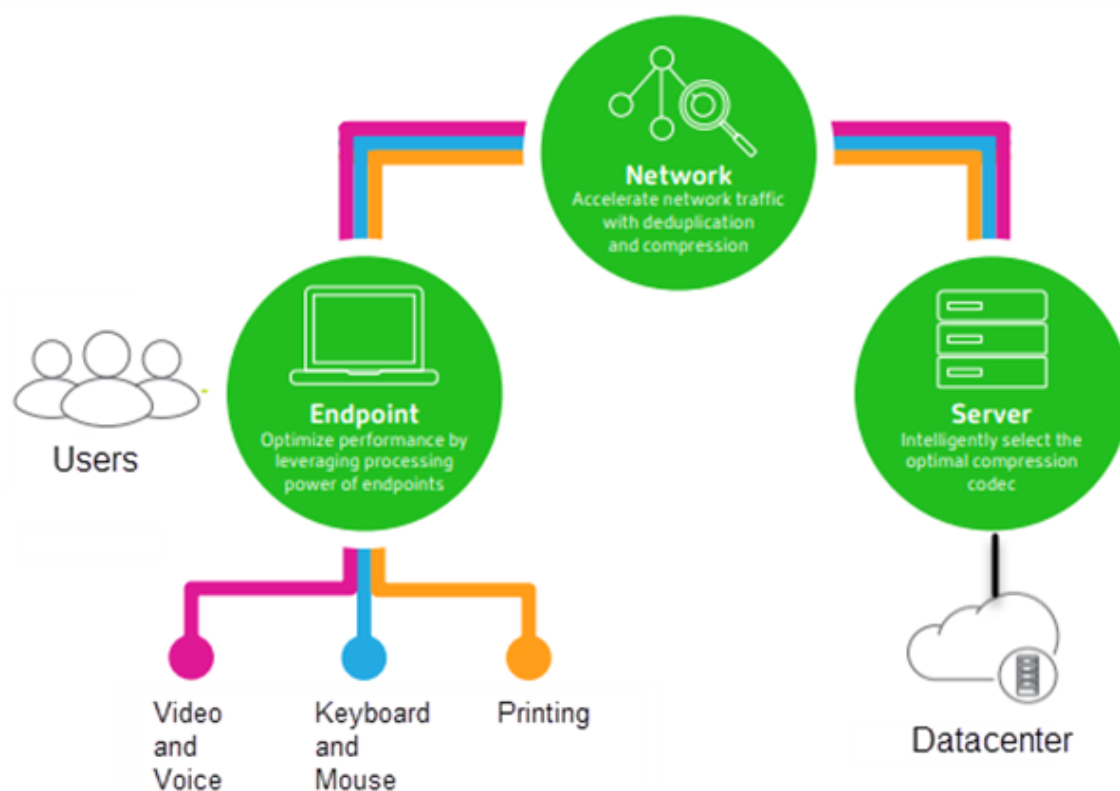 Network
Accelerate network traffic
with deduplication
and compression
Users
Endpoint
Optimize performance by
leveraging processing
power of endpoints
Server
Intelligently select the
optimal compression
codec
Video
and
Voice
Keyboard
and
Mouse
Printing
Datacenter